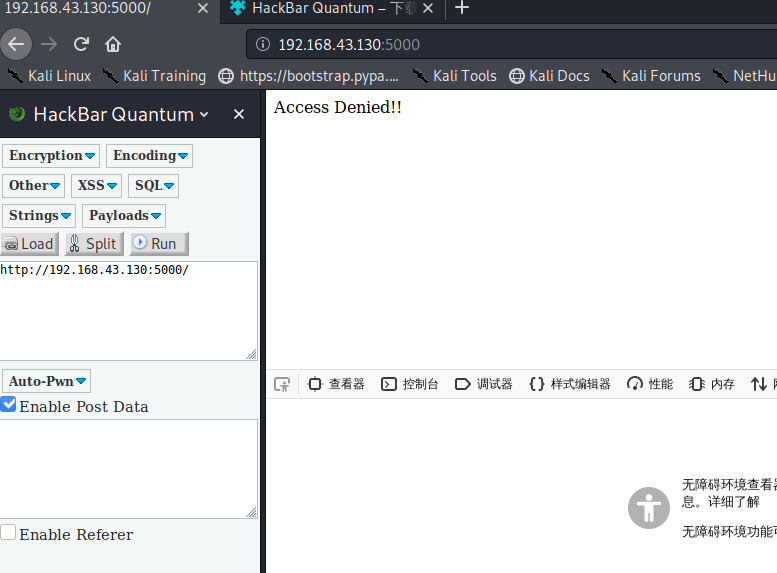 192.168.43.130:5000/
HackBar Quantum – 下载
192.168.43.130:5000
Kali Linux Kali Training https://bootstrap.pypa.... Kali Tools Kali Docs Kali Forums NetHu
HackBar Quantum
Access Denied!!
Encryption Encoding
Other XSS SQL
Strings Payloads
Load Split Run
http://192.168.43.130:5000/
Auto-Pwn
Enable Post Data
Enable Referer
查看器 控制台 调试器 样式编辑器 性能 内存
无障碍环境查看器
息。详细了解
无障碍环境功能可